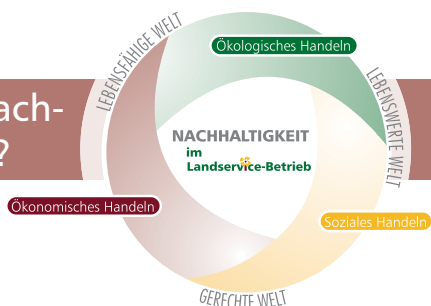 LEBENSFÄHIGE WELT
Ökologisches Handeln
LEBENSWERTE WELT
ach-
?
NACHHALTIGKEIT
im
Landservice-Betrieb
Ökonomisches Handeln
Soziales Handeln
GERECHTE WELT